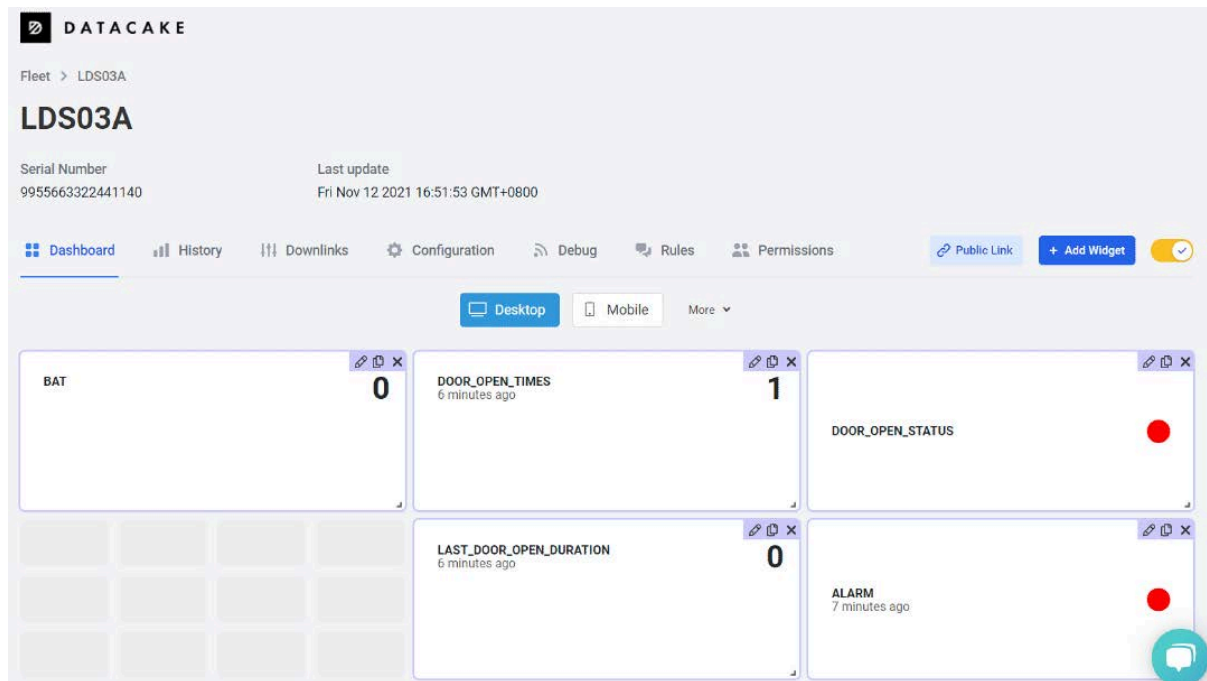 DATACAKE
Fleet > LDS03A
LDS03A
Serial Number
9955663322441140
Last update
Fri Nov 12 2021 16:51:53 GMT+0800
Dashboard History Downlinks Configuration Debug Rules Permissions Public Link + Add Widget
Desktop Mobile More
BAT
0
DOOR_OPEN_TIMES
6 minutes ago
1
DOOR_OPEN_STATUS
LAST_DOOR_OPEN_DURATION
6 minutes ago
0
ALARM
7 minutes ago